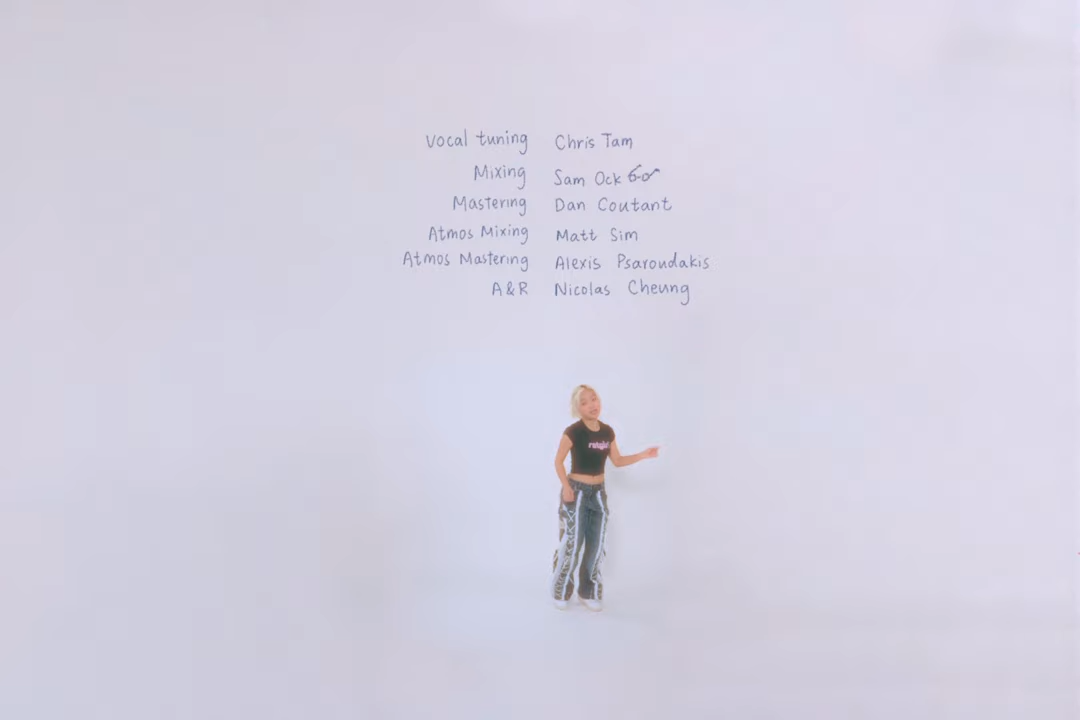 Vocal tuning Chris Tam
Mixing Sam Ock
Mastering Dan Coutant
Atmos Mixing Matt Sim
Atmos Mastering Alexis Psaroudakis
A&R Nicolas Cheung